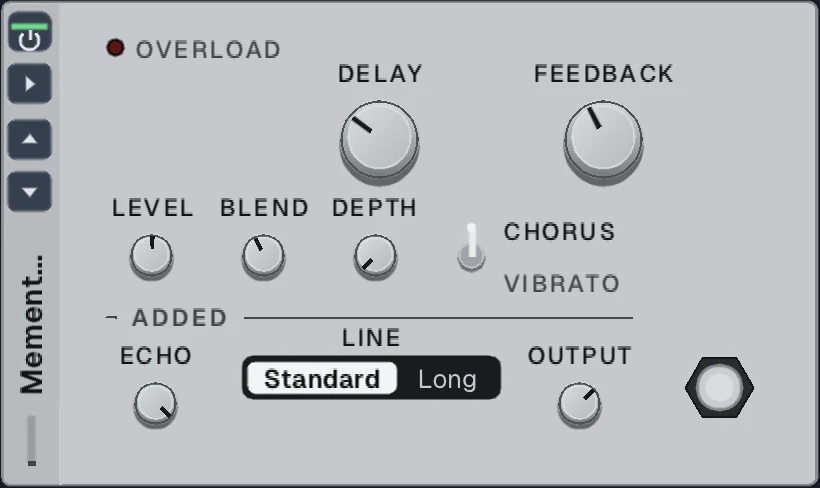 OVERLOAD
DELAY
FEEDBACK
LEVEL
BLEND
DEPTH
CHORUS
VIBRATO
ADDED
LINE
ECHO
Standard
Long
OUTPUT
Mement...